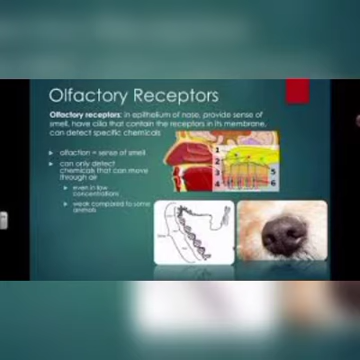 Olfactory Receptors
Olfactory receptors: in epithelium of nose, provide sense of
smell, have cilia that contain the receptors in its membrane,
can detect specific chemicals
olfaction = sense of smell
can only detect
chemicals that can move
through air
even in low
concentrations
weak compared to some
animals
1
2
3
4
5
6